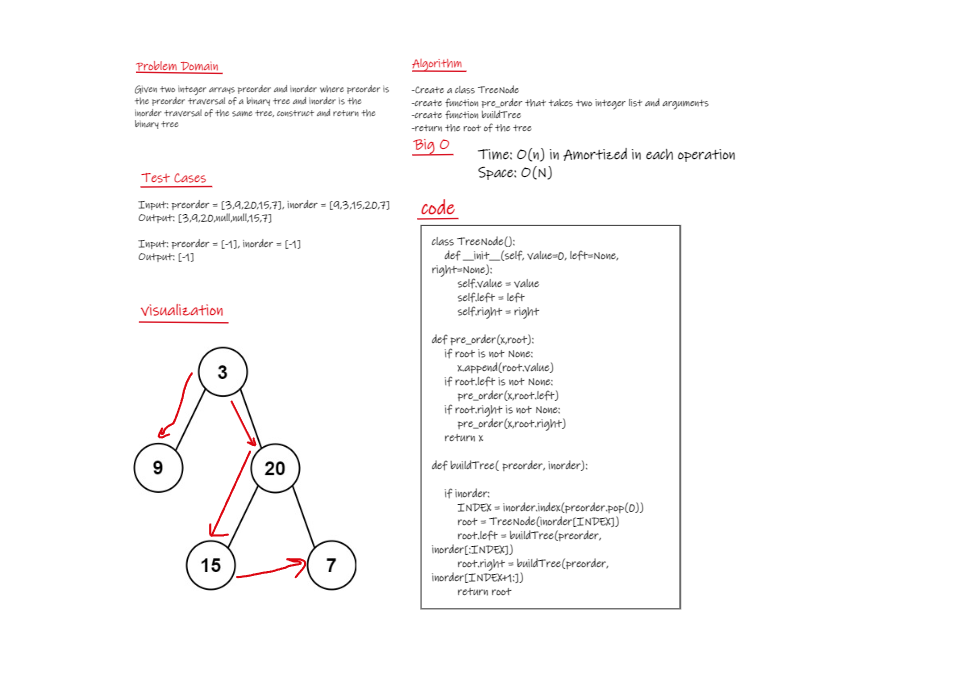 Problem Domain
Given two integer arrays preorder and inorder where preorder is
the preorder traversal of a binary tree and inorder is the
inorder traversal of the same tree, construct and return the
binary tree
Test Cases
Input: preorder = [3,9,20,15,7], inorder = [9,3,15,20,7]
Output: [3,9,20,null,null,15,7]
Input: preorder = [-1], inorder = [-1]
Output: [-1]
visualization
3
9
20
15
7
Algorithm
-Create a class TreeNode
-create function pre_order that takes two integer list and arguments
-create function buildTree
-return the root of the tree
Big O
Time: O(n) in Amortized in each operation
Space: O(N)
code
class TreeNode():
def __init__(self, value=0, left=None,
right=None):
self.value = value
self.left = left
self.right = right
def pre_order(x,root):
if root is not None:
x.append(root.value)
if root.left is not None:
pre_order(x,root.left)
if root.right is not None:
pre_order(x,root.right)
return x
def buildTree( preorder, inorder):
if inorder:
INDEX = inorder.index(preorder.pop(0))
root = TreeNode(inorder[INDEX])
root.left = buildTree(preorder,
inorder[:INDEX])
root.right = buildTree(preorder,
inorder[INDEX+1:])
return root